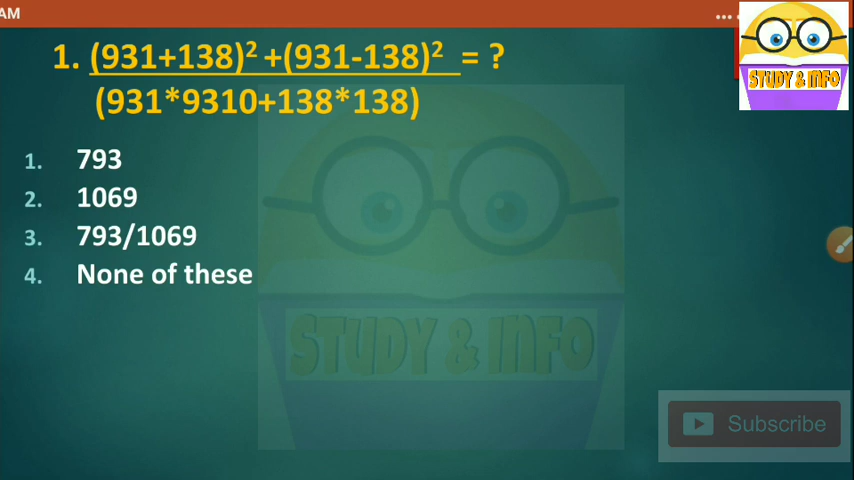 AM
STUDY & INFO
1. (931+138)² +(931-138)² = ?
(931*9310+138*138)
1. 793
2. 1069
3. 793/1069
4. None of these
STUDY & INFO
Subscribe